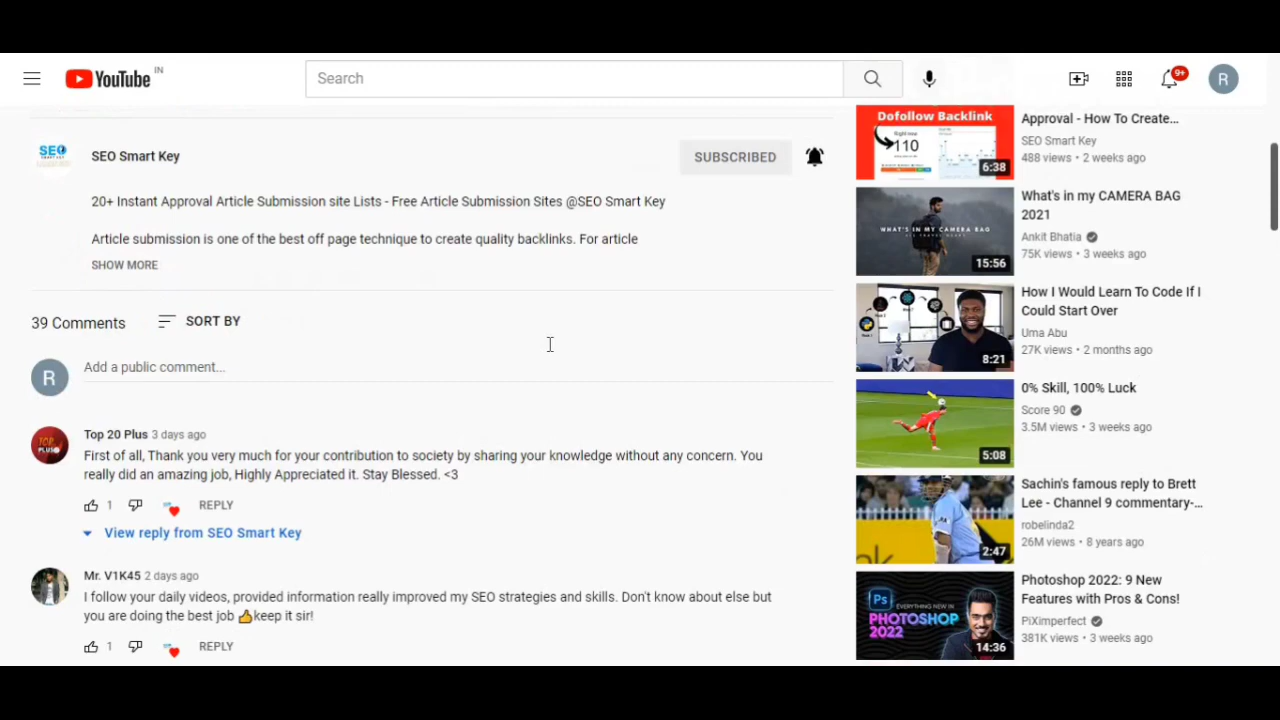 YouTube IN
Search
9+
R
SEO
SEO Smart Key
SUBSCRIBED
20+ Instant Approval Article Submission site Lists - Free Article Submission Sites @SEO Smart Key
Article submission is one of the best off page technique to create quality backlinks. For article
SHOW MORE
39 Comments
SORT BY
R
Add a public comment...
Top 20 Plus 3 days ago
First of all, Thank you very much for your contribution to society by sharing your knowledge without any concern. You
really did an amazing job, Highly Appreciated it. Stay Blessed. <3
1
REPLY
View reply from SEO Smart Key
Mr. V1K45 2 days ago
I follow your daily videos, provided information really improved my SEO strategies and skills. Don't know about else but
you are doing the best job 👍keep it sir!
1
REPLY
Dofollow Backlink
Right now
110
6:38
Approval - How To Create...
SEO Smart Key
488 views • 2 weeks ago
WHAT'S IN MY CAMERA BAG
15:56
What's in my CAMERA BAG
2021
Ankit Bhatia
75K views • 3 weeks ago
8:21
How I Would Learn To Code If I
Could Start Over
Uma Abu
27K views • 2 months ago
5:08
0% Skill, 100% Luck
Score 90
3.5M views • 3 weeks ago
2:47
Sachin's famous reply to Brett
Lee - Channel 9 commentary-...
robelinda2
26M views • 8 years ago
Ps
EVERYTHING NEW IN
PHOTOSHOP
2022
14:36
Photoshop 2022: 9 New
Features with Pros & Cons!
PiXimperfect
381K views • 3 weeks ago